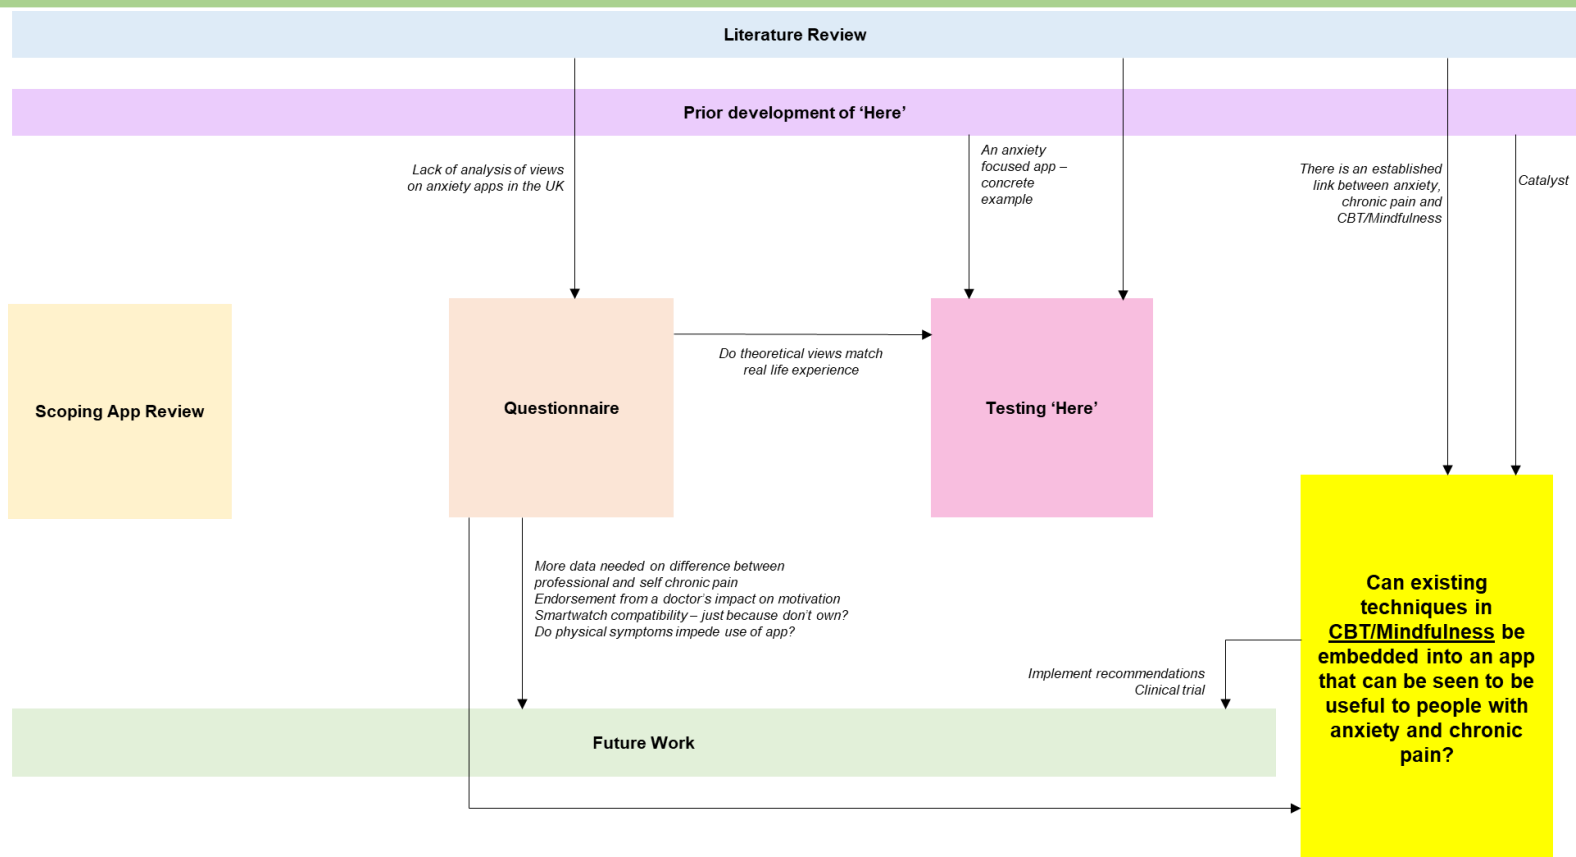 Literature Review
Prior development of ‘Here’
Lack of analysis of views
on anxiety apps in the UK
An anxiety
focused app –
concrete
example
There is an established
link between anxiety,
chronic pain and
CBT/Mindfulness
Catalyst
Scoping App Review
Questionnaire
Do theoretical views match
real life experience
Testing ‘Here’
More data needed on difference between
professional and self chronic pain
Endorsement from a doctor’s impact on motivation
Smartwatch compatibility – just because don’t own?
Do physical symptoms impede use of app?
Implement recommendations
Clinical trial
Can existing
techniques in
CBT/Mindfulness be
embedded into an app
that can be seen to be
useful to people with
anxiety and chronic
pain?
Future Work